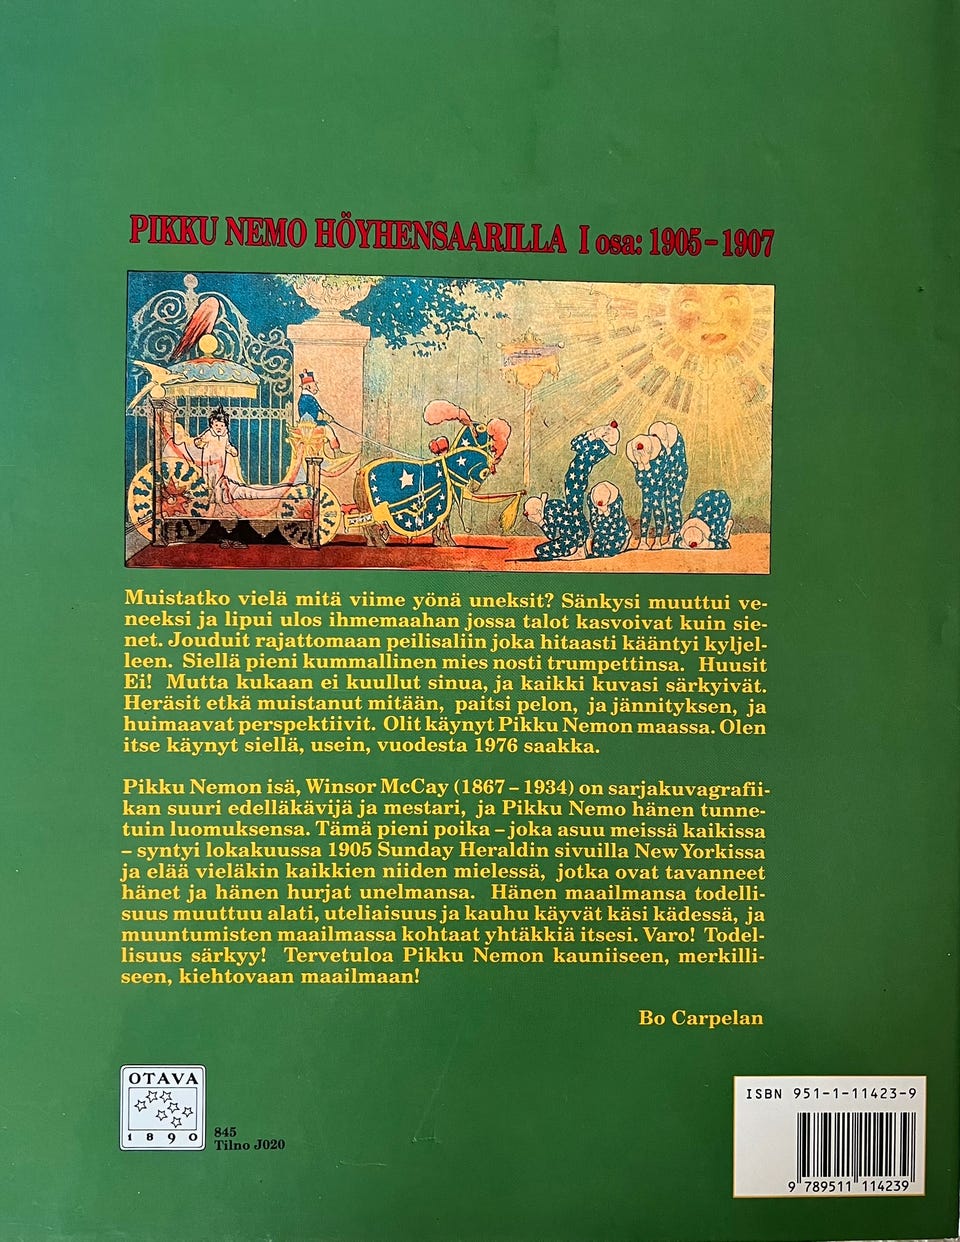 PIKKU NEMO HÖYHENSAARILLA I osa: 1905–1907
Muistatko vielä mitä viime yönä uneksit? Sänkysi muuttui ve-
neeksi ja lipui ulos ihmemaahan jossa talot kasvoivat kuin sie-
net. Jouduit rajattomaan peilisaliin joka hitaasti kääntyi kyljel-
leen. Siellä pieni kummallinen mies nosti trumpettinsa. Huusit
Ei! Mutta kukaan ei kuullut sinua, ja kaikki kuvasi särkyivät.
Heräsit etkä muistanut mitään, paitsi pelon, ja jännityksen, ja
huimaavat perspektiivit. Olit käynyt Pikku Nemon maassa. Olen
itse käynyt siellä, usein, vuodesta 1976 saakka.
Pikku Nemon isä, Winsor McCay (1867–1934) on sarjakuvagrafii-
kan suuri edelläkävijä ja mestari, ja Pikku Nemo hänen tunne-
tuin luomuksensa. Tämä pieni poika – joka asuu meissä kaikissa
– syntyi lokakuussa 1905 Sunday Heraldin sivuilla New Yorkissa
ja elää vieläkin kaikkien niiden mielessä, jotka ovat tavanneet
hänet ja hänen hurjat unelmansa. Hänen maailmansa todelli-
suus muuttuu alati, uteliaisuus ja kauhu käyvät käsi kädessä, ja
muuntumisten maailmassa kohtaat yhtäkkiä itsesi. Varo! Todel-
lisuus särkyy! Tervetuloa Pikku Nemon kauniiseen, merkilli-
seen, kiehtovaan maailmaan!
Bo Carpelan
OTAVA
1890
845
Tilno J020
ISBN 951-1-11423-9
9 789511 114239